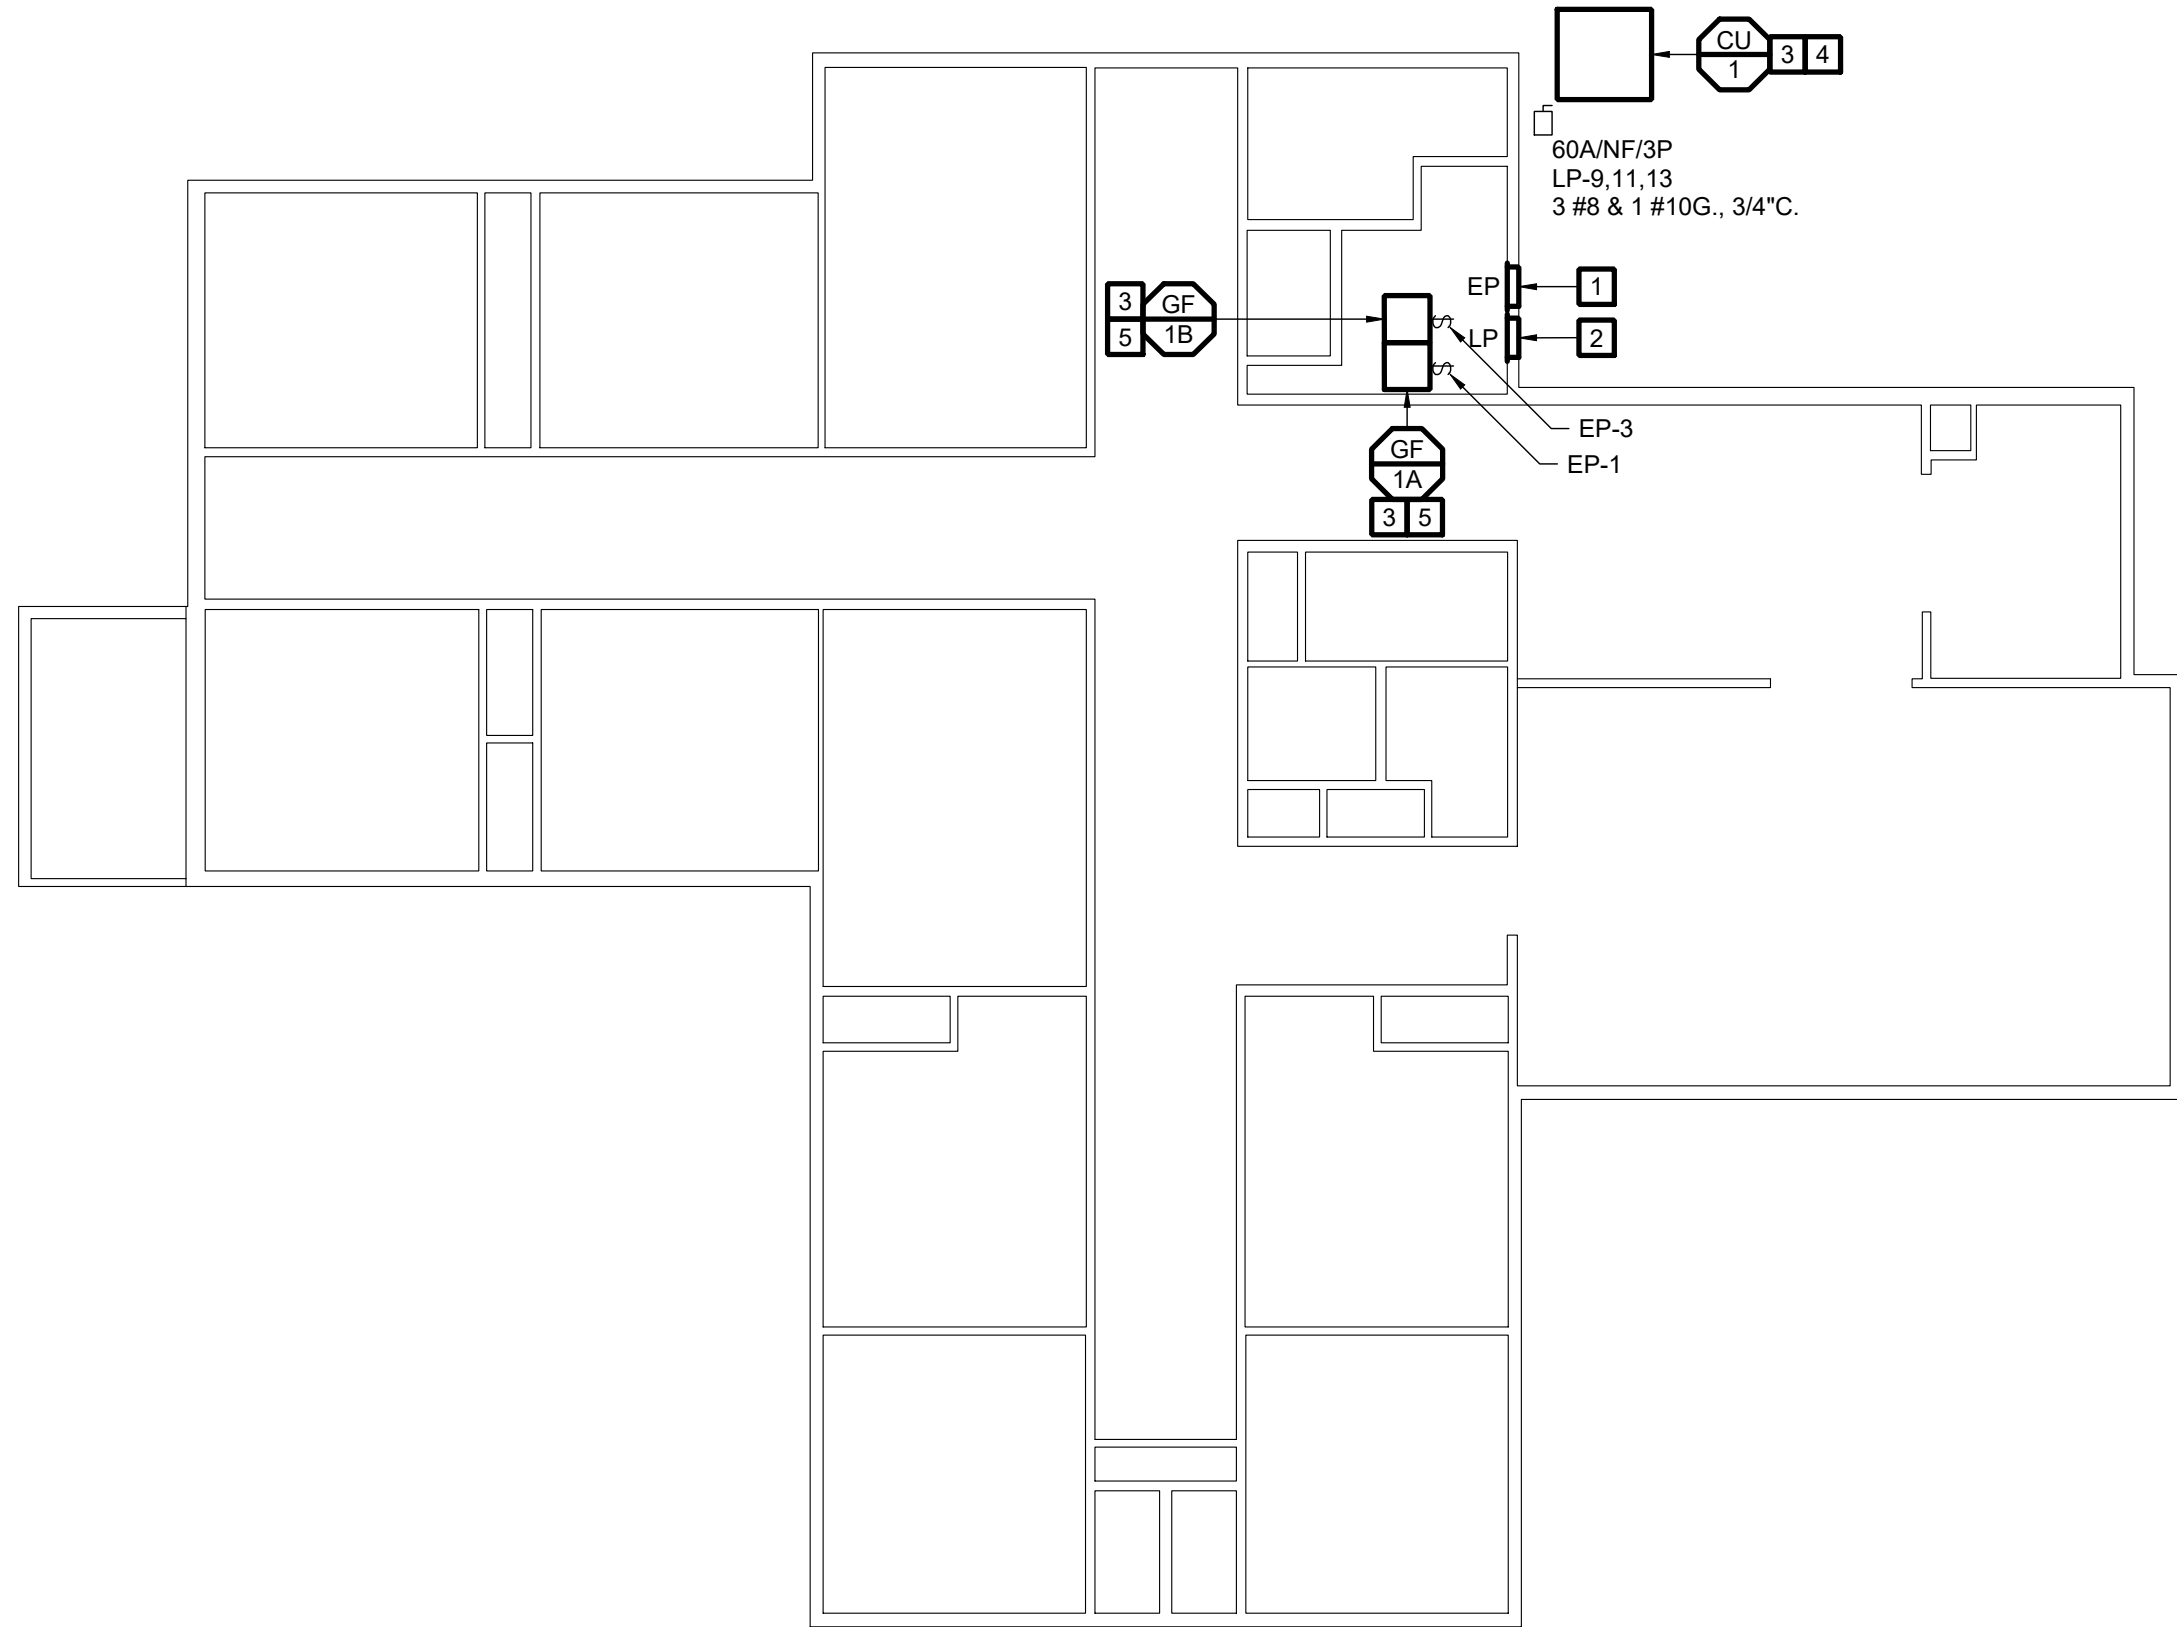 CU
1
3 4
60A/NF/3P
LP-9,11,13
3 #8 & 1 #10G., 3/4"C.
EP
1
3
5
GF
1B
S
LP
2
S
EP-3
EP-1
GF
1A
3 5